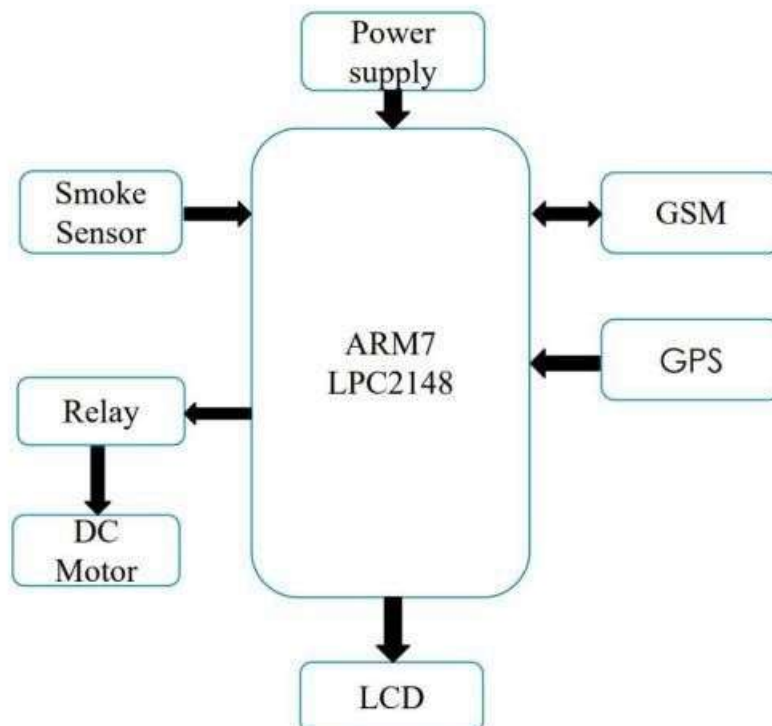 Power
supply
Smoke
Sensor
GSM
ARM7
LPC2148
GPS
Relay
DC
Motor
LCD